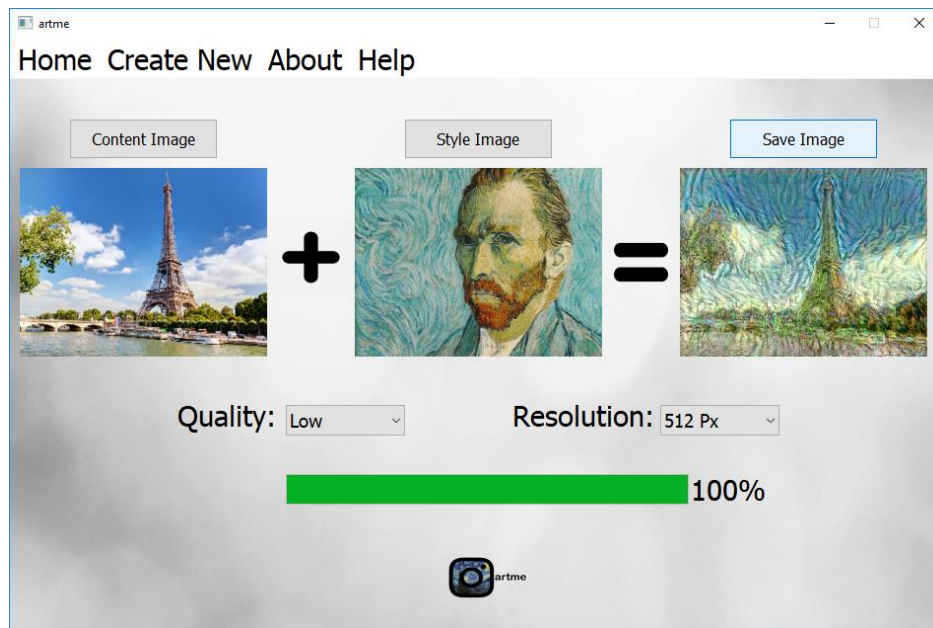 artme
Home Create New About Help
Content Image Style Image Save Image
Quality: Low Resolution: 512 Px
100%
artme